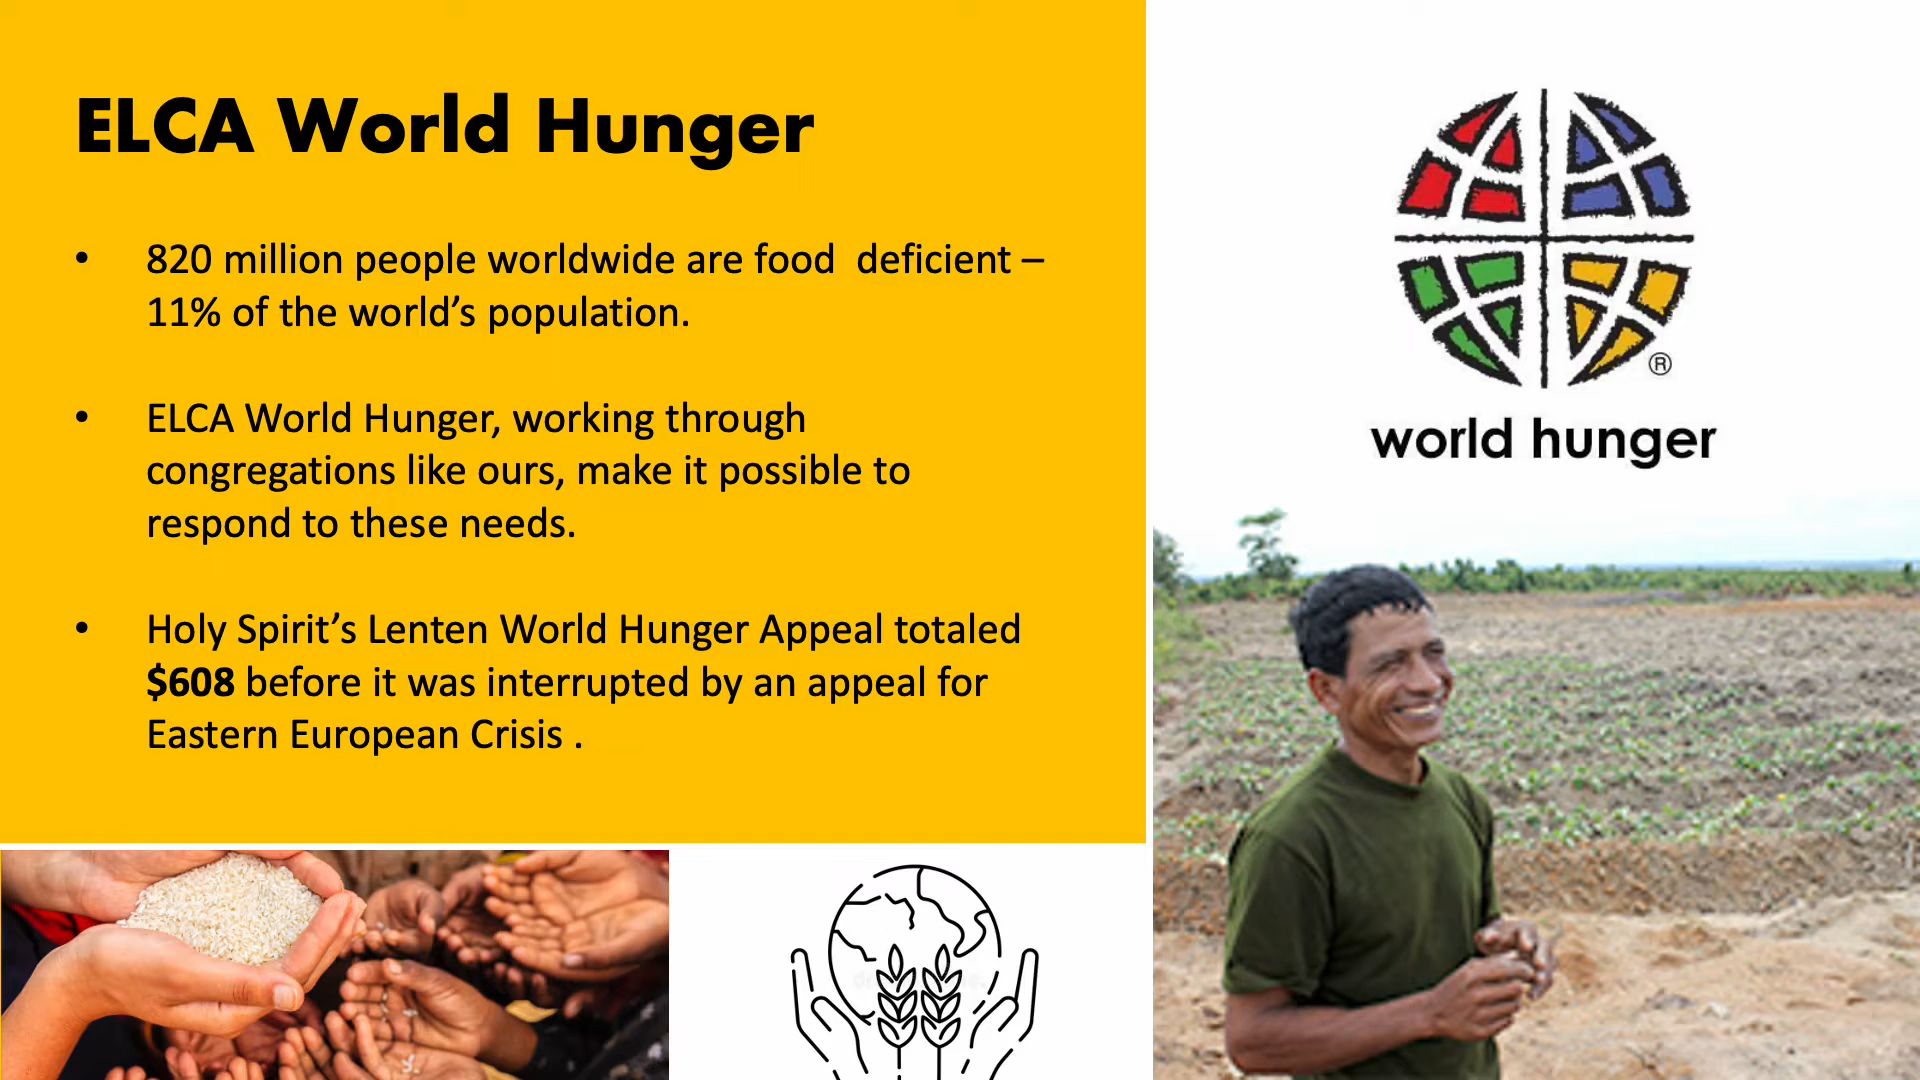 ELCA World Hunger
• 820 million people worldwide are food  deficient –
11% of the world’s population.
• ELCA World Hunger, working through
congregations like ours, make it possible to
respond to these needs.
• Holy Spirit’s Lenten World Hunger Appeal totaled
$608 before it was interrupted by an appeal for
Eastern European Crisis .
®
world hunger